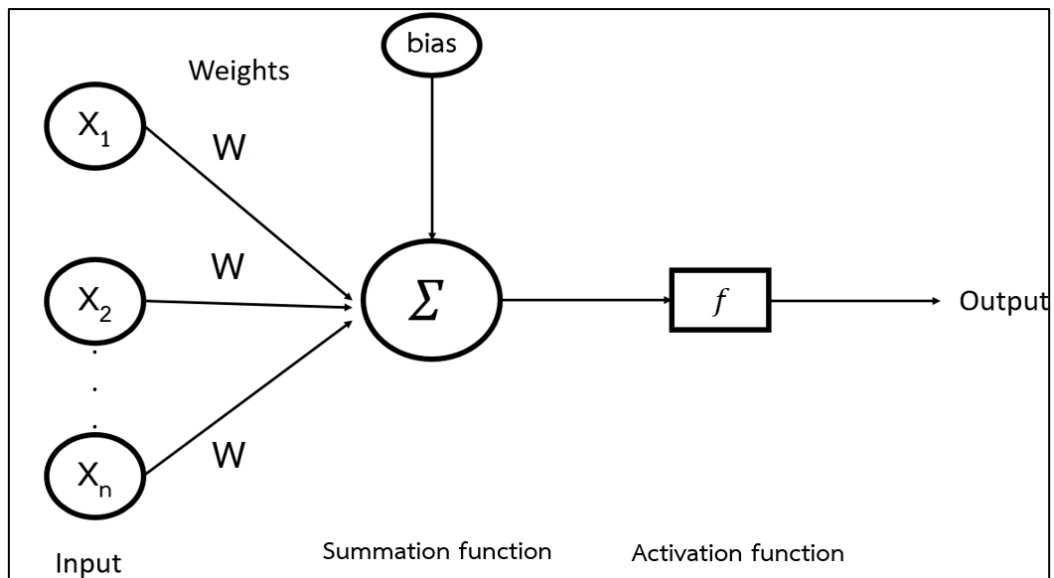 bias
Weights
X1
W
W
X2
Σ
f
Output
.
.
.
W
Xn
Input
Summation function
Activation function